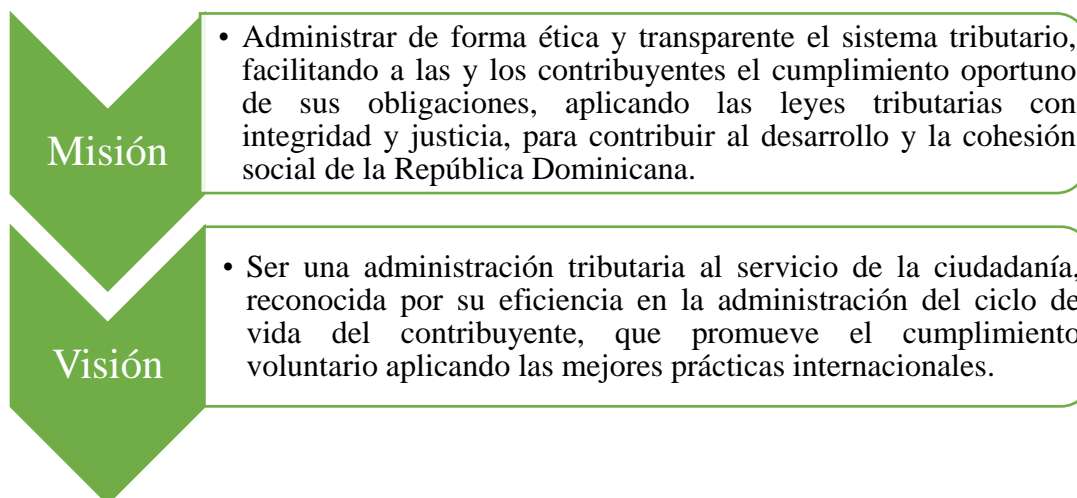 Misión
• Administrar de forma ética y transparente el sistema tributario,
facilitando a las y los contribuyentes el cumplimiento oportuno
de sus obligaciones, aplicando las leyes tributarias con
integridad y justicia, para contribuir al desarrollo y la cohesión
social de la República Dominicana.
Visión
• Ser una administración tributaria al servicio de la ciudadanía,
reconocida por su eficiencia en la administración del ciclo de
vida del contribuyente, que promueve el cumplimiento
voluntario aplicando las mejores prácticas internacionales.